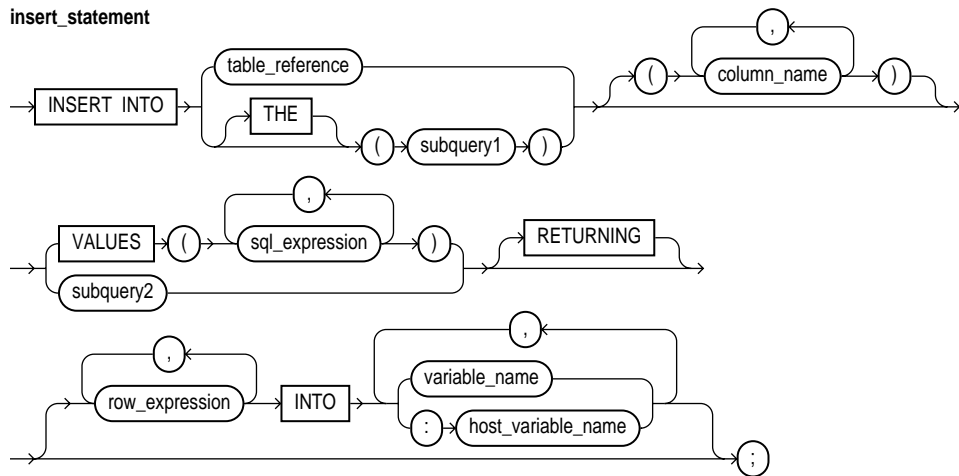 insert_statement
,
table_reference ( column_name )
INSERT INTO THE
( subquery1 )
,
VALUES ( sql_expression ) RETURNING
subquery2
, ,
variable_name
row_expression INTO
: host_variable_name
;